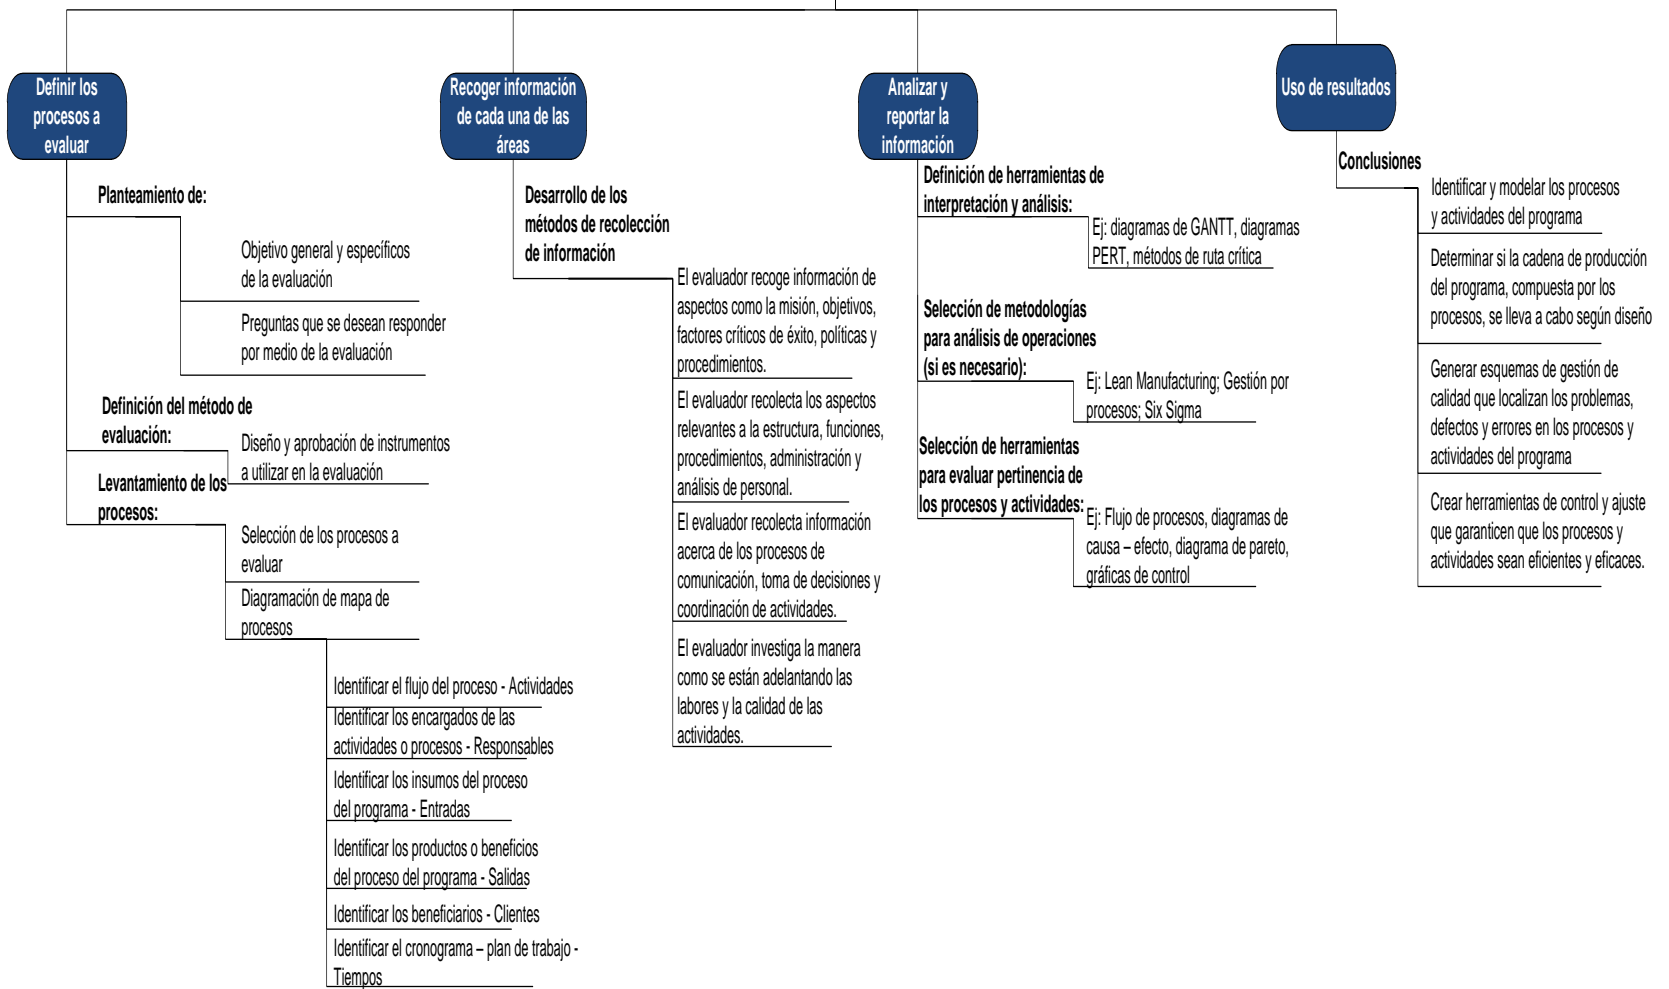 Definir los
procesos a
evaluar
Planteamiento de:
Objetivo general y específicos
de la evaluación
Preguntas que se desean responder
por medio de la evaluación
Definición del método de
evaluación:
Diseño y aprobación de instrumentos
a utilizar en la evaluación
Levantamiento de los
procesos:
Selección de los procesos a
evaluar
Diagramación de mapa de
procesos
Identificar el flujo del proceso - Actividades
Identificar los encargados de las
actividades o procesos - Responsables
Identificar los insumos del proceso
del programa - Entradas
Identificar los productos o beneficios
del proceso del programa - Salidas
Identificar los beneficiarios - Clientes
Identificar el cronograma – plan de trabajo -
Tiempos
Recoger información
de cada una de las
áreas
Desarrollo de los
métodos de recolección
de información
El evaluador recoge información de
aspectos como la misión, objetivos,
factores críticos de éxito, políticas y
procedimientos.
El evaluador recolecta los aspectos
relevantes a la estructura, funciones,
procedimientos, administración y
análisis de personal.
El evaluador recolecta información
acerca de los procesos de
comunicación, toma de decisiones y
coordinación de actividades.
El evaluador investiga la manera
como se están adelantando las
labores y la calidad de las
actividades.
Analizar y
reportar la
información
Definición de herramientas de
interpretación y análisis:
Ej: diagramas de GANTT, diagramas
PERT, métodos de ruta crítica
Selección de metodologías
para análisis de operaciones
(si es necesario):
Ej: Lean Manufacturing; Gestión por
procesos; Six Sigma
Selección de herramientas
para evaluar pertinencia de
los procesos y actividades:
Ej: Flujo de procesos, diagramas de
causa – efecto, diagrama de pareto,
gráficas de control
Uso de resultados
Conclusiones
Identificar y modelar los procesos
y actividades del programa
Determinar si la cadena de producción
del programa, compuesta por los
procesos, se lleva a cabo según diseño
Generar esquemas de gestión de
calidad que localizan los problemas,
defectos y errores en los procesos y
actividades del programa
Crear herramientas de control y ajuste
que garanticen que los procesos y
actividades sean eficientes y eficaces.